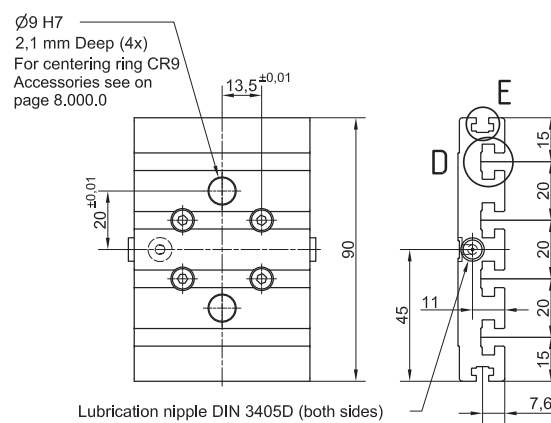 Ø9 H7
2,1 mm Deep (4x)
For centering ring CR9
Accessories see on
page 8.000.0
13,5±0,01
20±0,01
90
E
D
15
20
20
20
15
11
45
7,6
Lubrication nipple DIN 3405D (both sides)